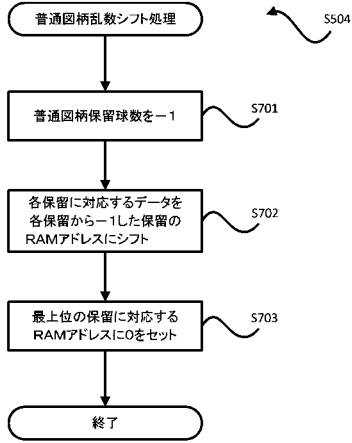 普通図柄乱数シフト処理
S504
普通図柄保留球数を－１
S701
各保留に対応するデータを
各保留から－１した保留の
ＲＡＭアドレスにシフト
S702
最上位の保留に対応する
ＲＡＭアドレスに０をセット
S703
終了